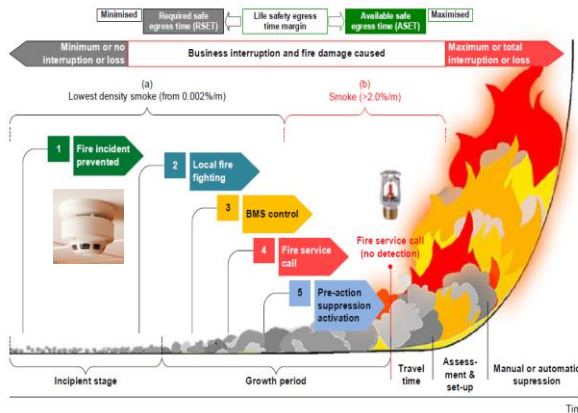 Minimised
Required safe
egress time (RSET)
Life safety egress
time margin
Available safe
egress time (ASET)
Maximised
Minimum or no
interruption or loss
Business interruption and fire damage caused
Maximum or total
interruption or loss
(a)
Lowest density smoke (from 0.002%/m)
(b)
Smoke (>2.0%/m)
1
Fire incident
prevented
2
Local fire
fighting
3
BMS control
4
Fire service
call
5
Pre-action
suppression
activation
Fire service call
(no detection)
Incipient stage
Growth period
Travel
time
Assess-
ment &
set-up
Manual or automatic
supression